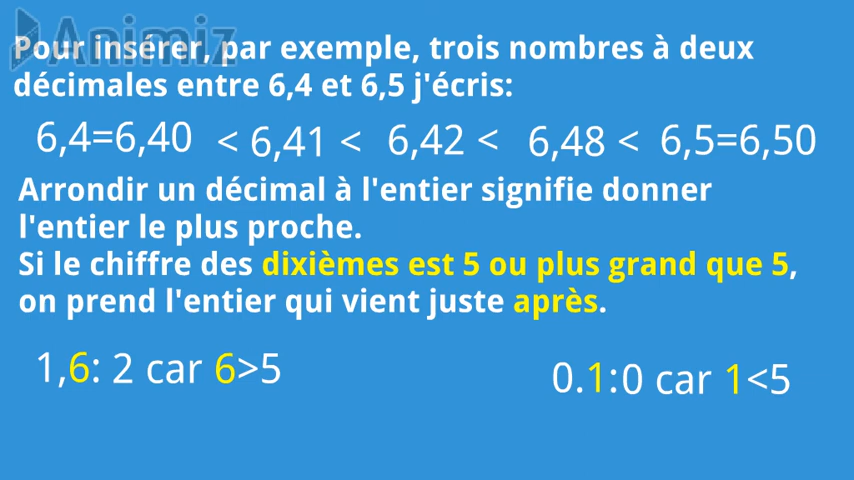 Animiz
Pour insérer, par exemple, trois nombres à deux
décimales entre 6,4 et 6,5 j'écris:
6,4=6,40 < 6,41 < 6,42 < 6,48 < 6,5=6,50
Arrondir un décimal à l'entier signifie donner
l'entier le plus proche.
Si le chiffre des dixièmes est 5 ou plus grand que 5,
on prend l'entier qui vient juste après.
1,6: 2 car 6>5 0.1:0 car 1<5